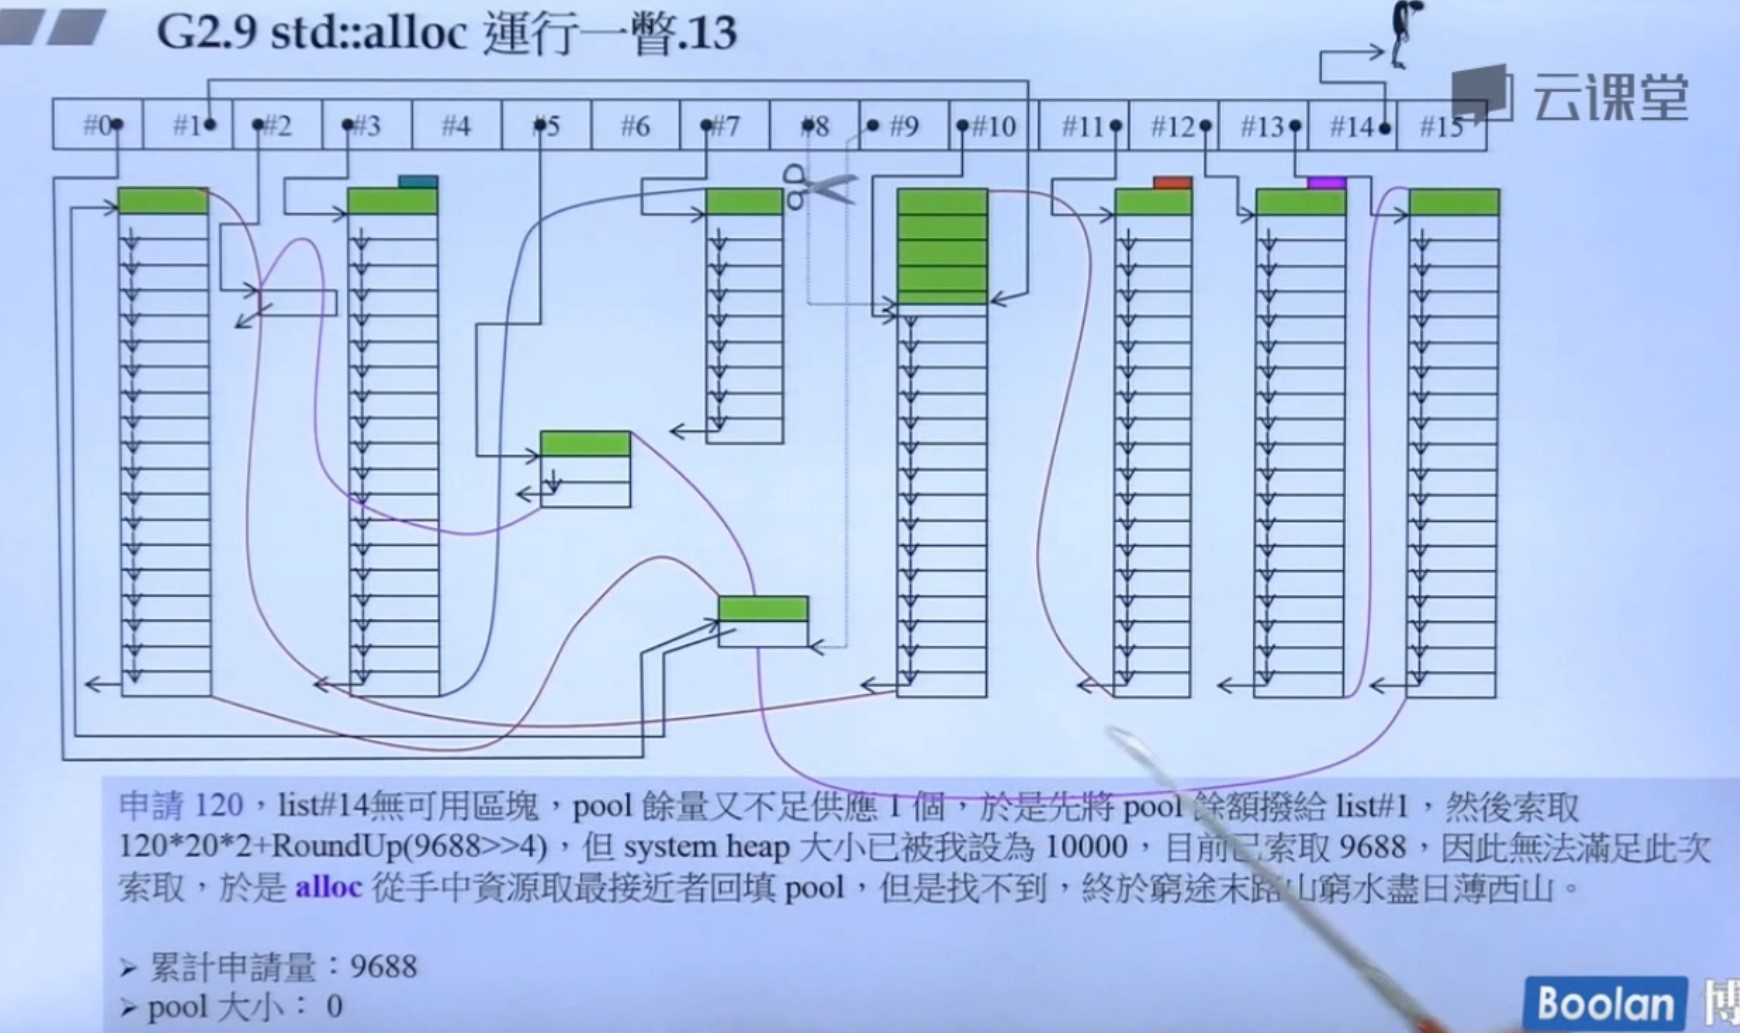 G2.9 std::alloc 運行一瞥.13
云课堂
#0 #1 #2 #3 #4 #5 #6 #7 #8 #9 #10 #11 #12 #13 #14 #15
申請 120，list#14無可用區塊，pool 餘量又不足供應 1 個，於是先將 pool 餘額撥給 list#1，然後索取
120*20*2+RoundUp(9688>>4)，但 system heap 大小已被我設為 10000，目前已索取 9688，因此無法滿足此次
索取，於是 alloc 從手中資源取最接近者回填 pool，但是找不到，終於窮途末路山窮水盡日薄西山。
➢ 累計申請量：9688
➢ pool 大小： 0
Boolan 博